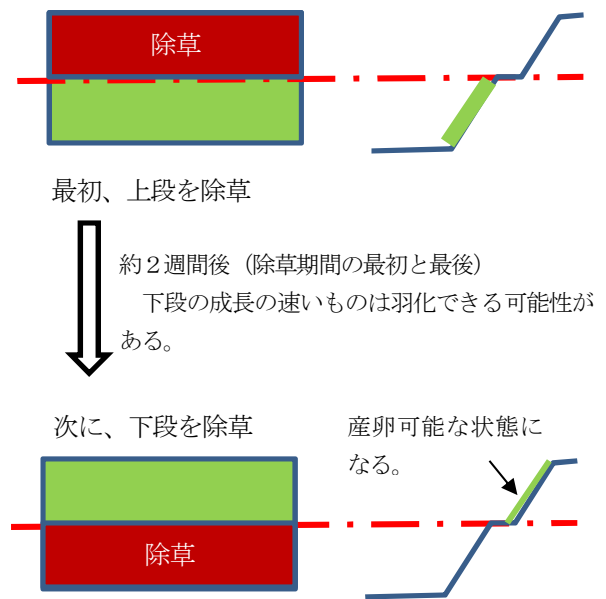 除草
最初、上段を除草
約２週間後（除草期間の最初と最後）
下段の成長の速いものは羽化できる可能性が
ある。
次に、下段を除草
産卵可能な状態に
なる。
除草